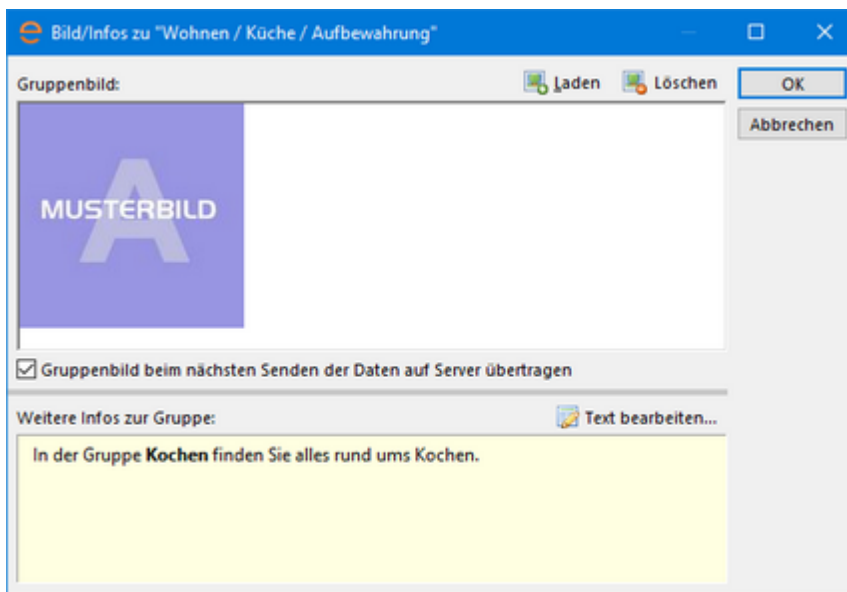 Bild/Infos zu "Wohnen / Küche / Aufbewahrung"
Gruppenbild:
Laden
Löschen
OK
Abbrechen
A
MUSTERBILD
Gruppenbild beim nächsten Senden der Daten auf Server übertragen
Weitere Infos zur Gruppe:
Text bearbeiten...
In der Gruppe Kochen finden Sie alles rund ums Kochen.